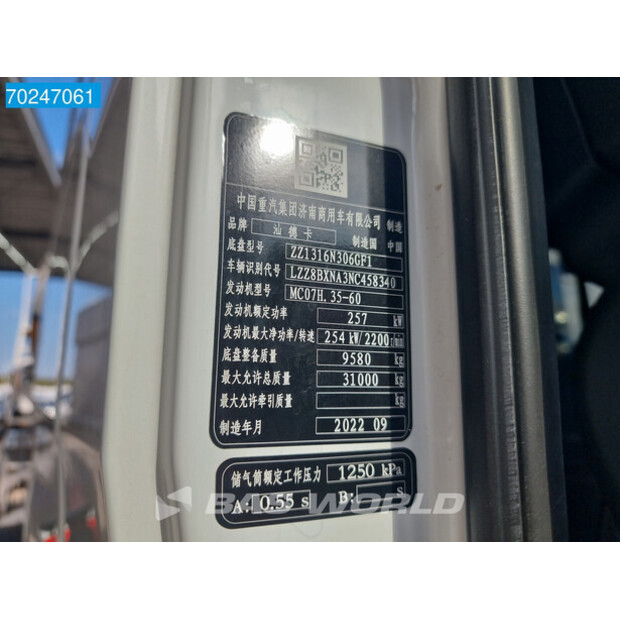 70247061
中国重汽集团济南商用车有限公司 制造
品牌 汕德卡 制造国 中国
底盘型号 ZZ1316N306GF1
车辆识别代号 LZZ8BXNA3NC458340
发动机型号 MC07H.35-60
发动机额定功率 257 kW
发动机最大净功率/转速 254 kW/2200 r/min
底盘整备质量 9580 kg
最大允许总质量 31000 kg
最大允许牵引质量 kg
制造年月 2022 09
储气筒额定工作压力 1250 kPa
A: 0.55 s B: s
BAS WORLD